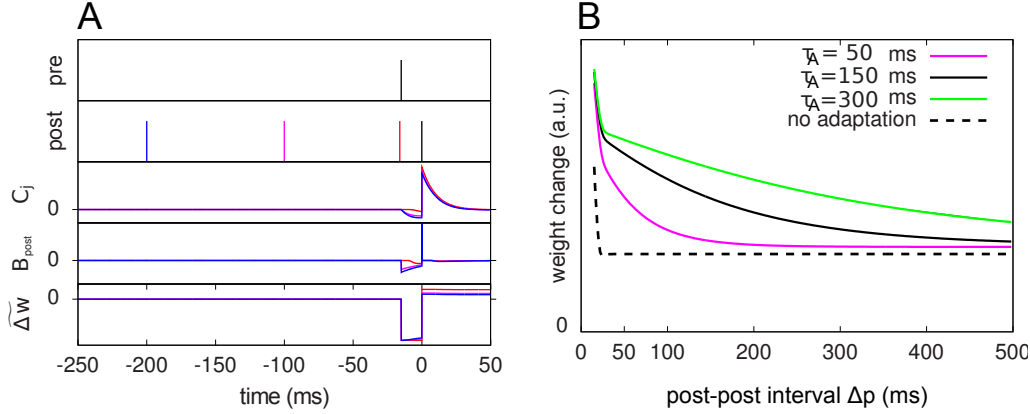 A
pre
post
C_j
0
B_post
0
Δw̃
0
-250 -200 -150 -100 -50 0 50
time (ms)
B
weight change (a.u.)
0
τ_A = 50 ms
τ_A = 150 ms
τ_A = 300 ms
no adaptation
0 50 100 200 300 400 500
post-post interval Δp (ms)